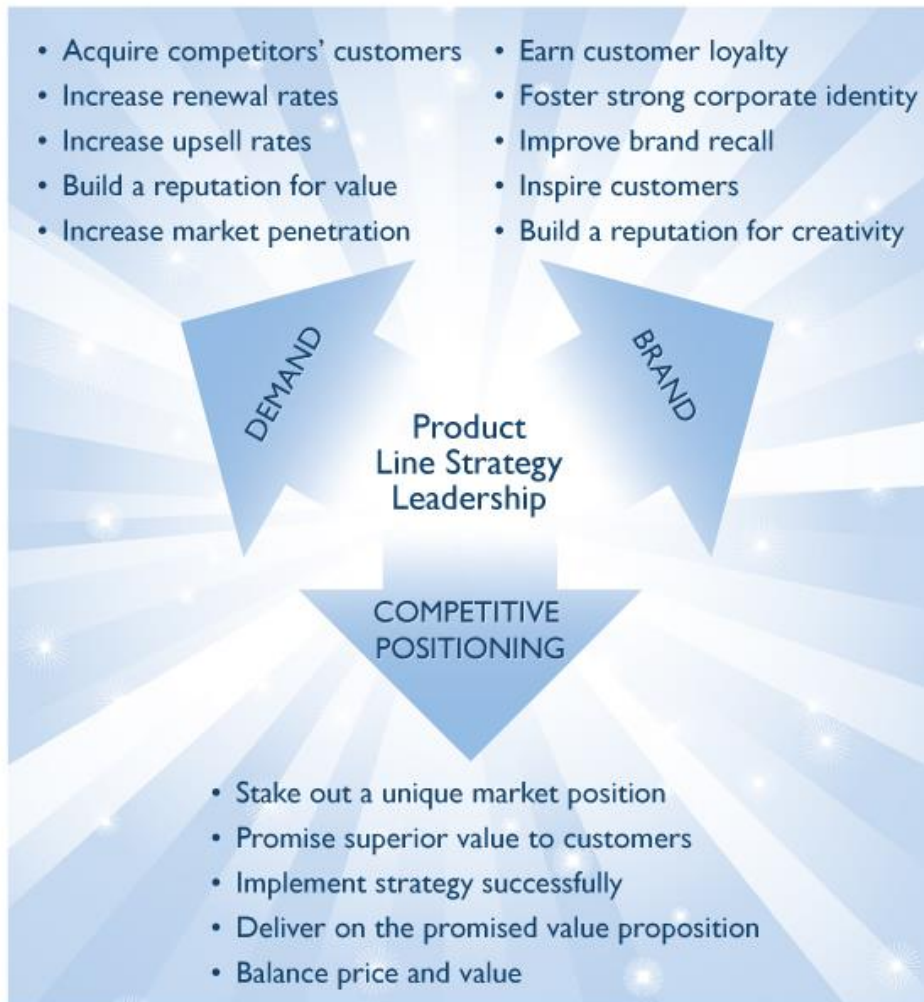 • Acquire competitors’ customers
• Increase renewal rates
• Increase upsell rates
• Build a reputation for value
• Increase market penetration
• Earn customer loyalty
• Foster strong corporate identity
• Improve brand recall
• Inspire customers
• Build a reputation for creativity
DEMAND
BRAND
Product
Line Strategy
Leadership
COMPETITIVE
POSITIONING
• Stake out a unique market position
• Promise superior value to customers
• Implement strategy successfully
• Deliver on the promised value proposition
• Balance price and value